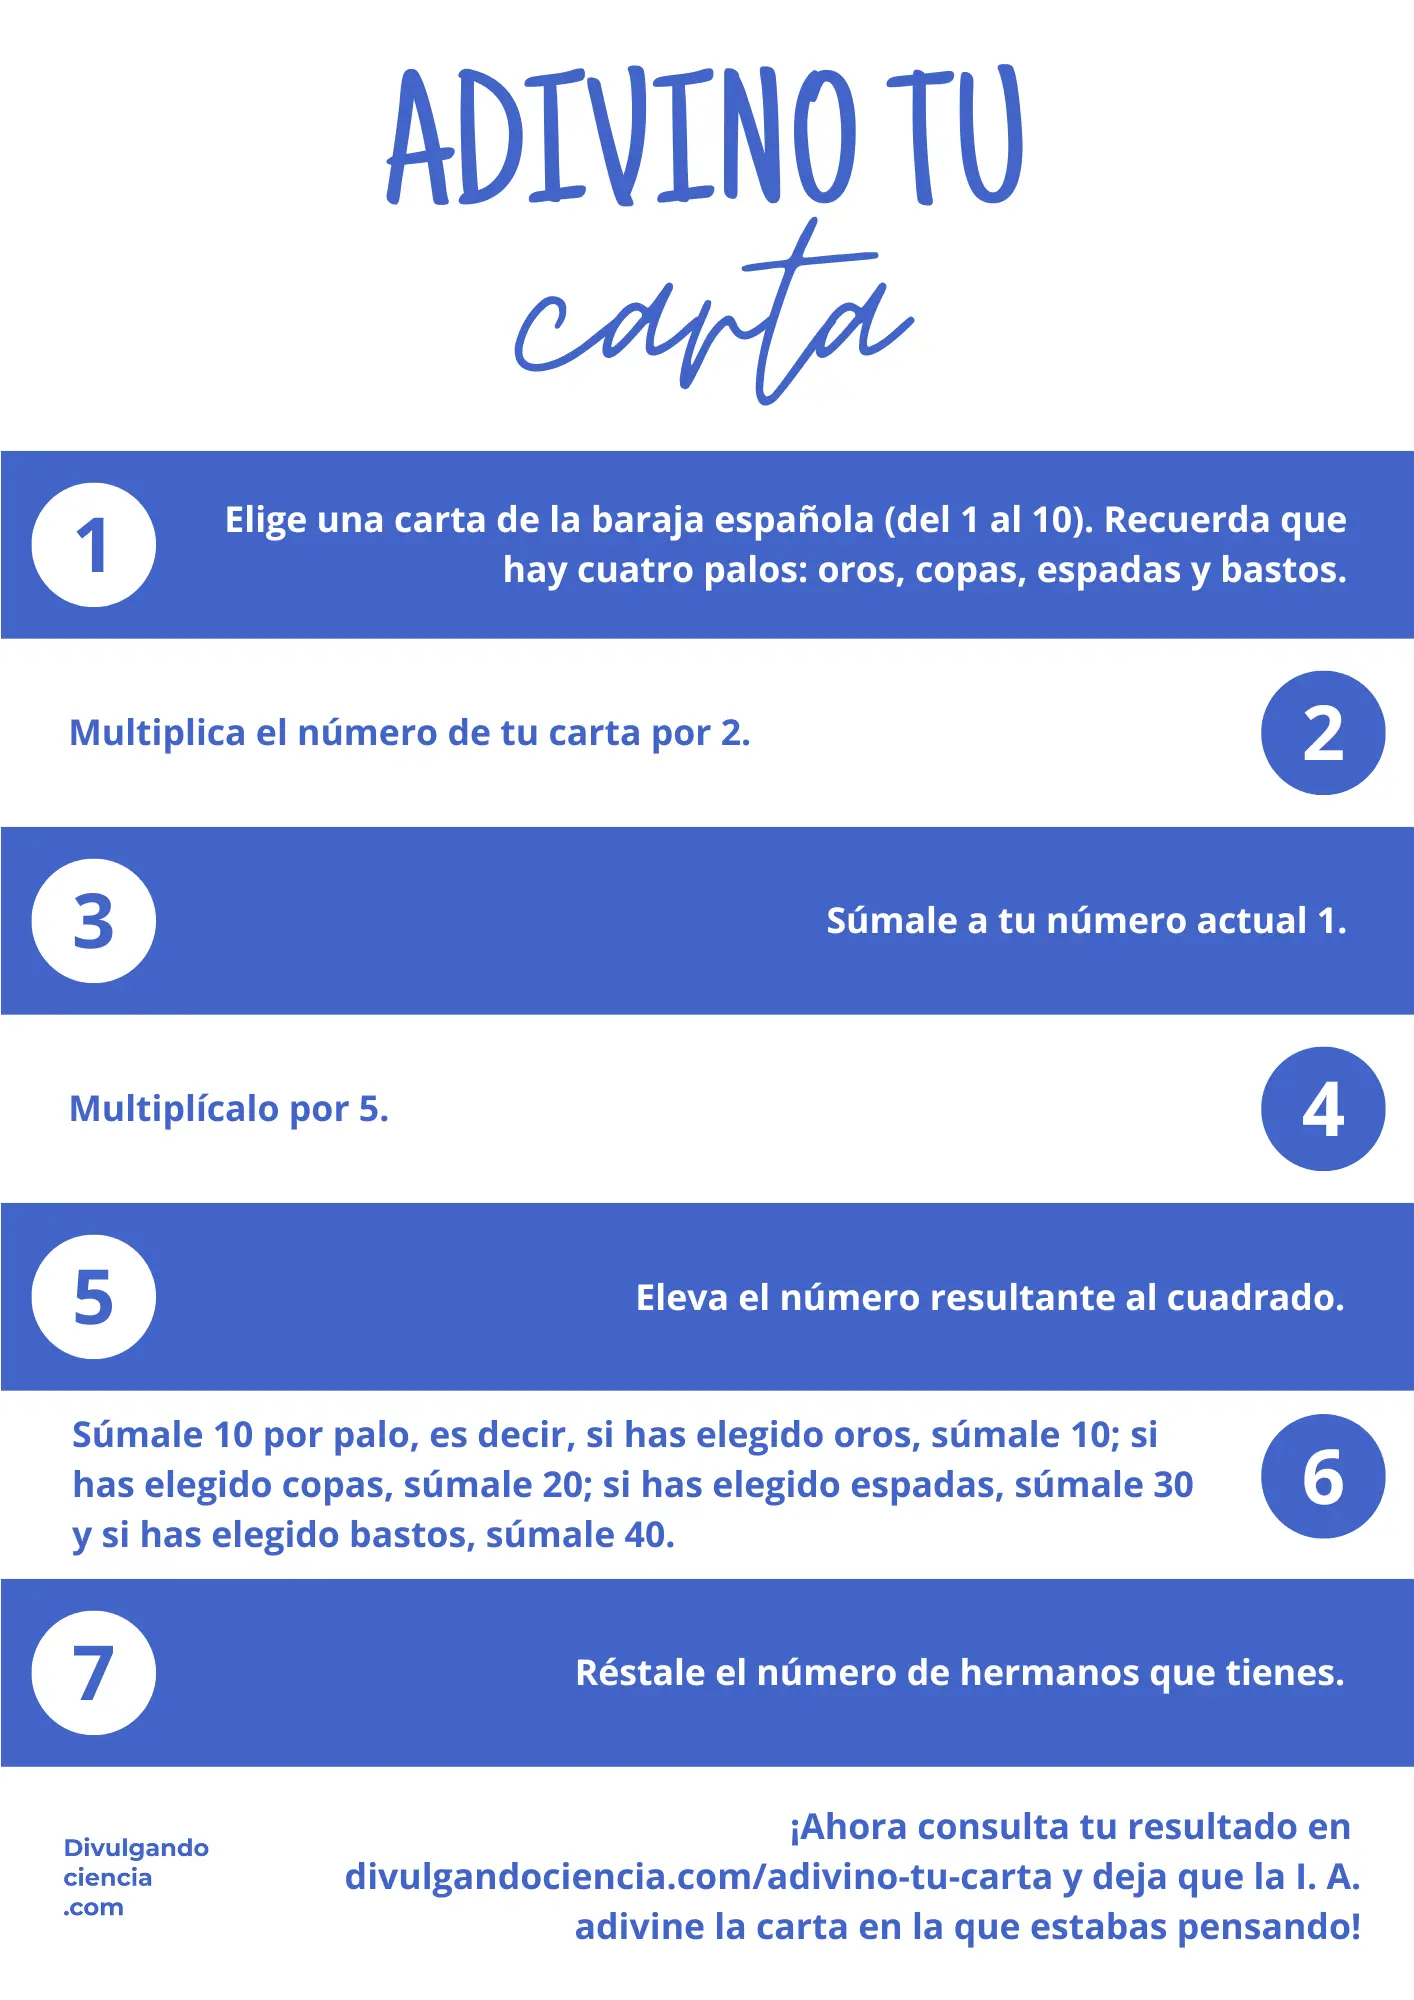 ADIVINO TU
carta
1
Elige una carta de la baraja española (del 1 al 10). Recuerda que
hay cuatro palos: oros, copas, espadas y bastos.
Multiplica el número de tu carta por 2.
2
3
Súmale a tu número actual 1.
Multiplícalo por 5.
4
5
Eleva el número resultante al cuadrado.
Súmale 10 por palo, es decir, si has elegido oros, súmale 10; si
has elegido copas, súmale 20; si has elegido espadas, súmale 30
y si has elegido bastos, súmale 40.
6
7
Réstale el número de hermanos que tienes.
Divulgando
ciencia
.com
¡Ahora consulta tu resultado en
divulgandociencia.com/adivino-tu-carta y deja que la I. A.
adivine la carta en la que estabas pensando!